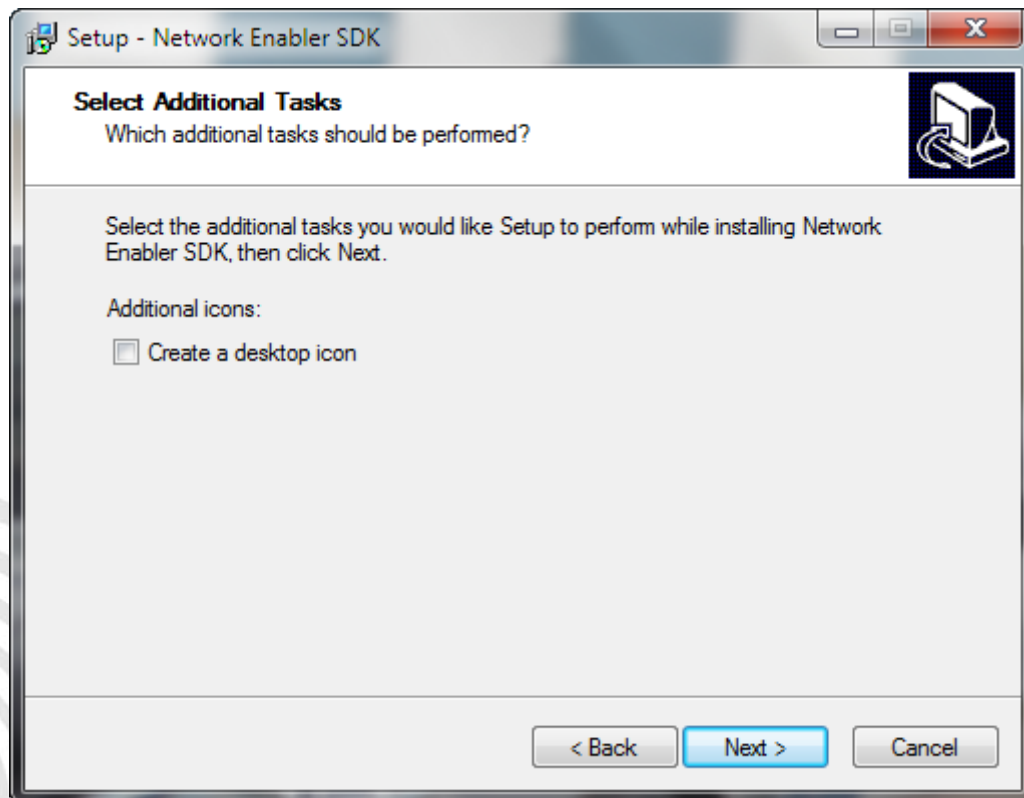 Setup - Network Enabler SDK
Select Additional Tasks
Which additional tasks should be performed?
Select the additional tasks you would like Setup to perform while installing Network
Enabler SDK, then click Next.
Additional icons:
Create a desktop icon
< Back Next > Cancel